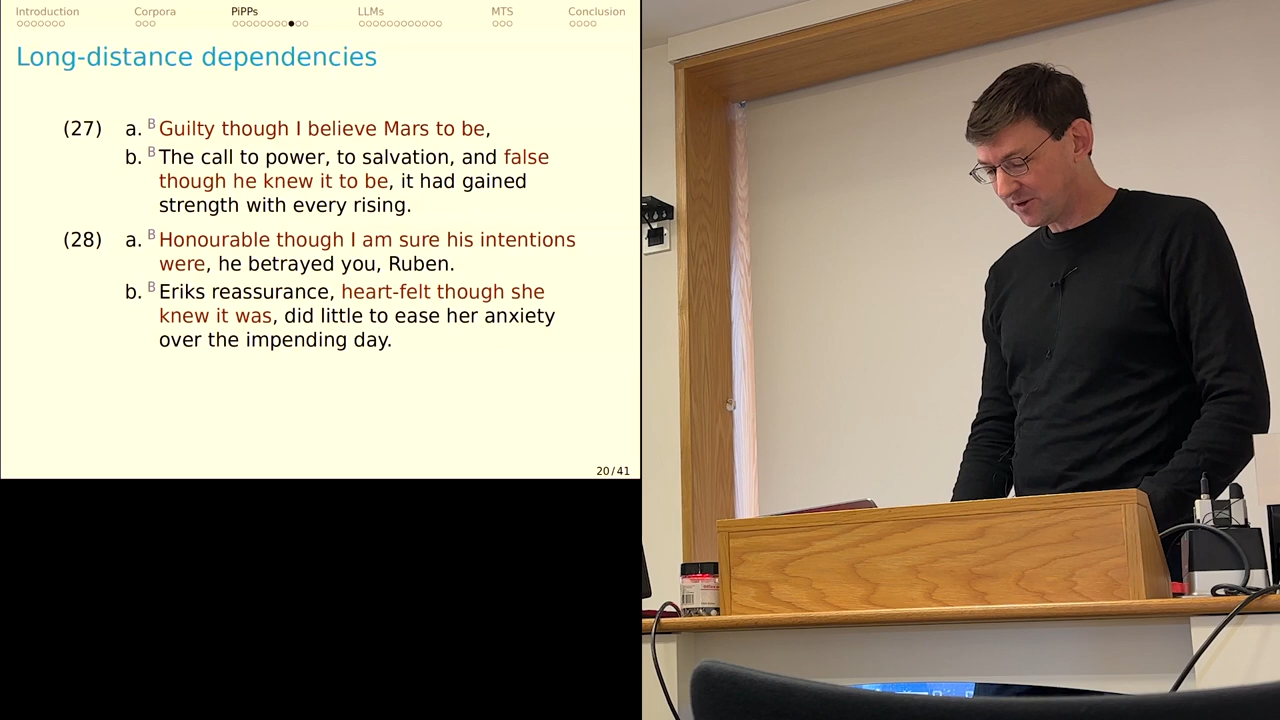 Introduction Corpora PiPPs LLMs MTS Conclusion
Long-distance dependencies
(27) a. B Guilty though I believe Mars to be,
b. B The call to power, to salvation, and false
though he knew it to be, it had gained
strength with every rising.
(28) a. B Honourable though I am sure his intentions
were, he betrayed you, Ruben.
b. B Eriks reassurance, heart-felt though she
knew it was, did little to ease her anxiety
over the impending day.
20/41